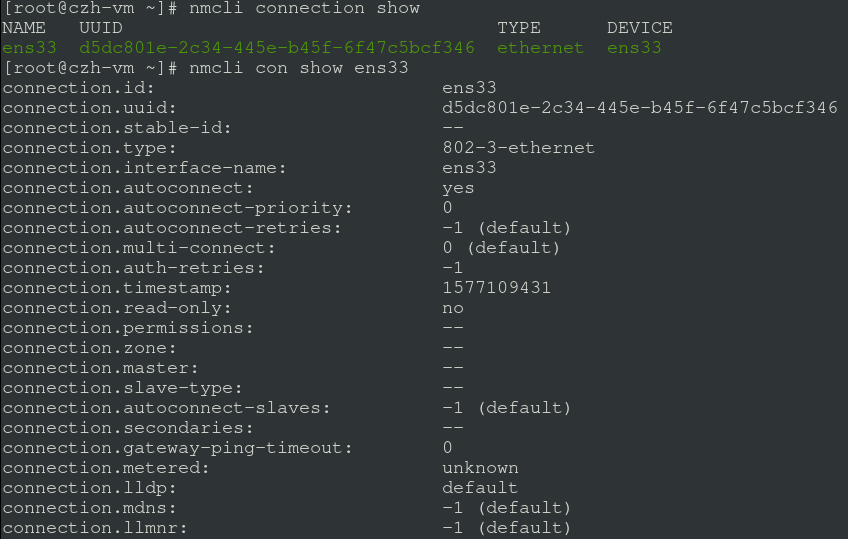 [root@czh-vm ~]# nmcli connection show
NAME UUID TYPE DEVICE
ens33 d5dc801e-2c34-445e-b45f-6f47c5bcf346 ethernet ens33
[root@czh-vm ~]# nmcli con show ens33
connection.id: ens33
connection.uuid: d5dc801e-2c34-445e-b45f-6f47c5bcf346
connection.stable-id: --
connection.type: 802-3-ethernet
connection.interface-name: ens33
connection.autoconnect: yes
connection.autoconnect-priority: 0
connection.autoconnect-retries: -1 (default)
connection.multi-connect: 0 (default)
connection.auth-retries: -1
connection.timestamp: 1577109431
connection.read-only: no
connection.permissions: --
connection.zone: --
connection.master: --
connection.slave-type: --
connection.autoconnect-slaves: -1 (default)
connection.secondaries: --
connection.gateway-ping-timeout: 0
connection.metered: unknown
connection.lldp: default
connection.mdns: -1 (default)
connection.llmnr: -1 (default)